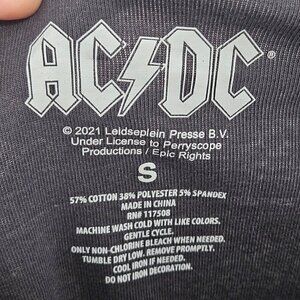 AC⚡DC®
© 2021 Leidseplein Presse B.V.
Under License to Perryscope
Productions / Epic Rights
S
57% COTTON 38% POLYESTER 5% SPANDEX
MADE IN CHINA
RN# 117508
MACHINE WASH COLD WITH LIKE COLORS.
GENTLE CYCLE.
ONLY NON-CHLORINE BLEACH WHEN NEEDED.
TUMBLE DRY LOW. REMOVE PROMPTLY.
COOL IRON IF NEEDED.
DO NOT IRON DECORATION.